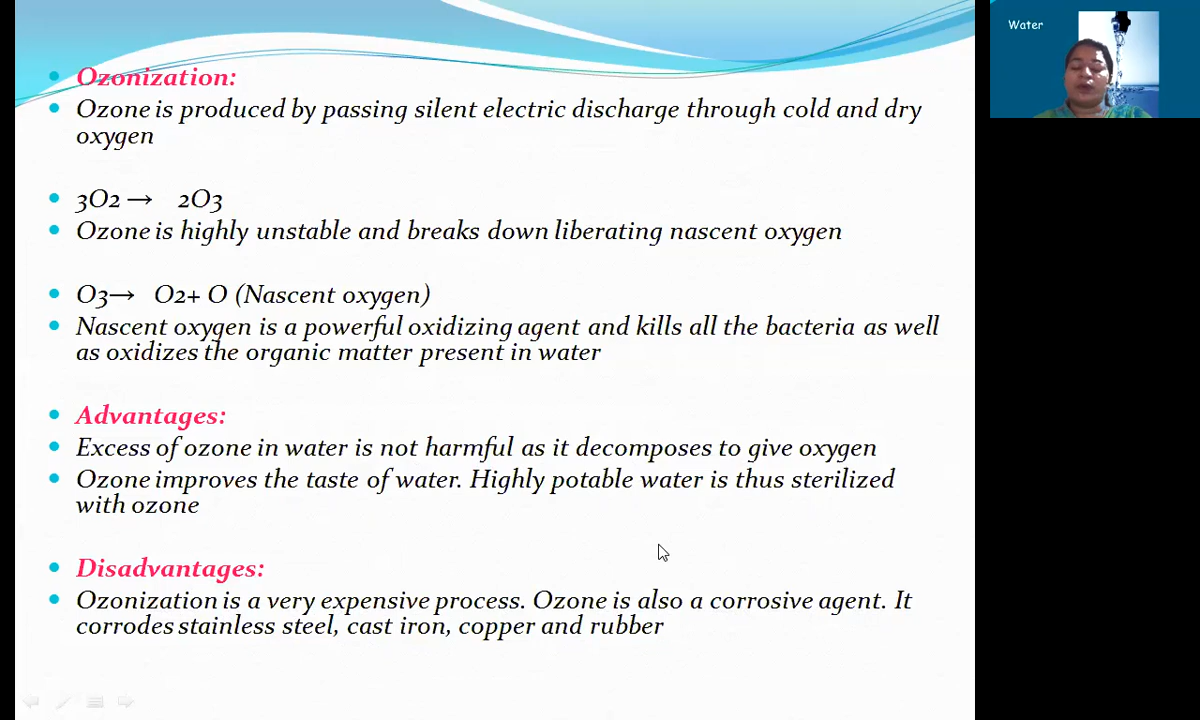 Ozonization:
Ozone is produced by passing silent electric discharge through cold and dry
oxygen
3O2 → 2O3
Ozone is highly unstable and breaks down liberating nascent oxygen
O3→ O2+ O (Nascent oxygen)
Nascent oxygen is a powerful oxidizing agent and kills all the bacteria as well
as oxidizes the organic matter present in water
Advantages:
Excess of ozone in water is not harmful as it decomposes to give oxygen
Ozone improves the taste of water. Highly potable water is thus sterilized
with ozone
Disadvantages:
Ozonization is a very expensive process. Ozone is also a corrosive agent. It
corrodes stainless steel, cast iron, copper and rubber
Water